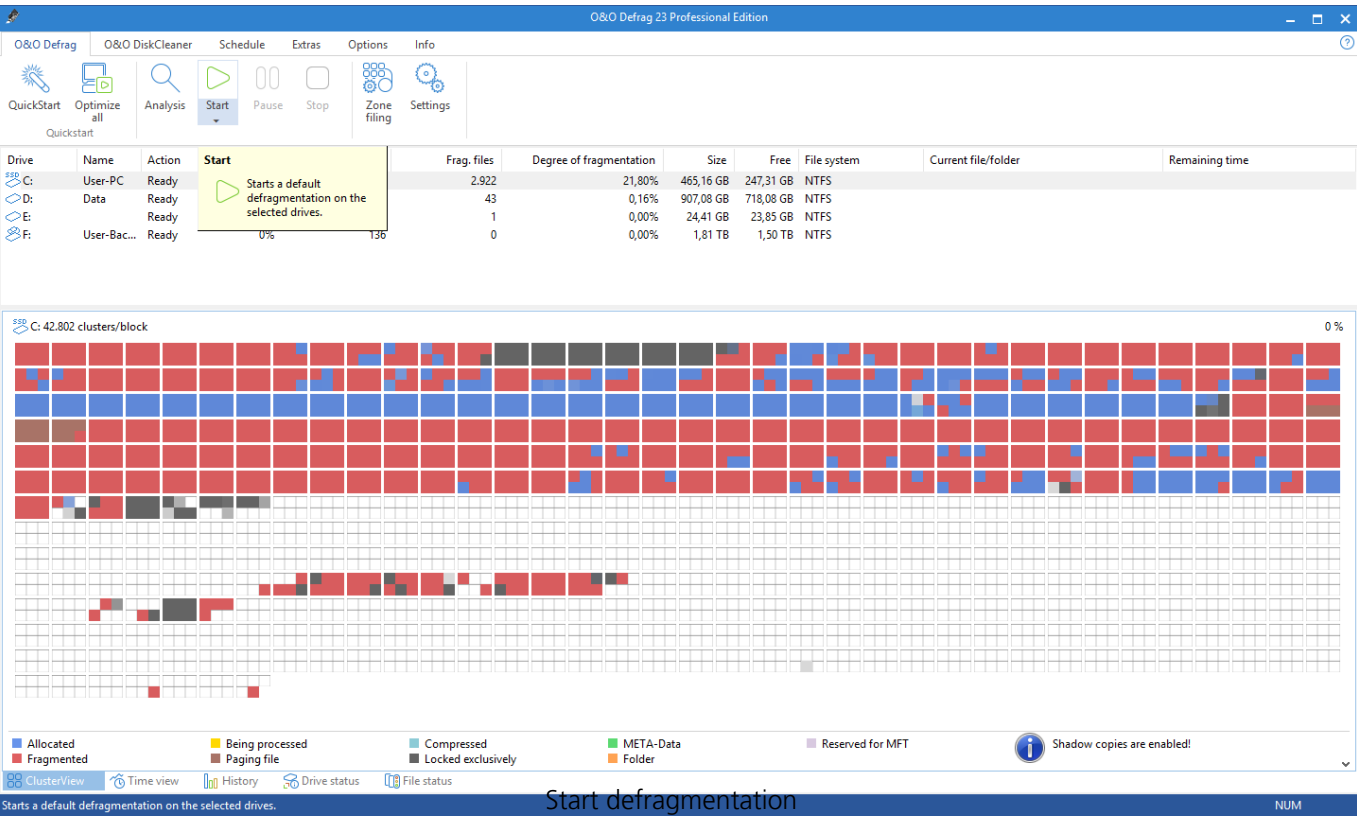 O&O Defrag 23 Professional Edition
O&O Defrag O&O DiskCleaner Schedule Extras Options Info
QuickStart Optimize all Analysis Start Pause Stop Zone filing Settings
Quickstart
Drive Name Action Frag. files Degree of fragmentation Size Free File system Current file/folder Remaining time
Start
Starts a default
defragmentation on the
selected drives.
SSD C: User-PC Ready 2.922 21,80% 465,16 GB 247,31 GB NTFS
D: Data Ready 43 0,16% 907,08 GB 718,08 GB NTFS
E: Ready 1 0,00% 24,41 GB 23,85 GB NTFS
F: User-Bac... Ready 0% 136 0 0,00% 1,81 TB 1,50 TB NTFS
SSD C: 42.802 clusters/block 0 %
Allocated Being processed Compressed META-Data Reserved for MFT Shadow copies are enabled!
Fragmented Paging file Locked exclusively Folder
ClusterView Time view History Drive status File status
Starts a default defragmentation on the selected drives. Start defragmentation NUM